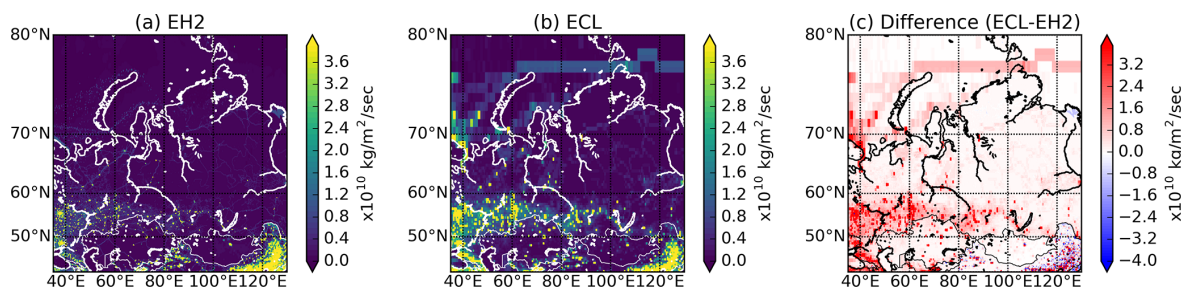 (a) EH2
80°N
70°N
60°N
50°N
40°E 60°E 80°E 100°E 120°E
3.6
3.2
2.8
2.4
2.0
1.6
1.2
0.8
0.4
0.0
x10¹⁰ kg/m²/sec
(b) ECL
80°N
70°N
60°N
50°N
40°E 60°E 80°E 100°E 120°E
3.6
3.2
2.8
2.4
2.0
1.6
1.2
0.8
0.4
0.0
x10¹⁰ kg/m²/sec
(c) Difference (ECL-EH2)
80°N
70°N
60°N
50°N
40°E 60°E 80°E 100°E 120°E
3.2
2.4
1.6
0.8
0.0
−0.8
−1.6
−2.4
−3.2
−4.0
x10¹⁰ kg/m²/sec